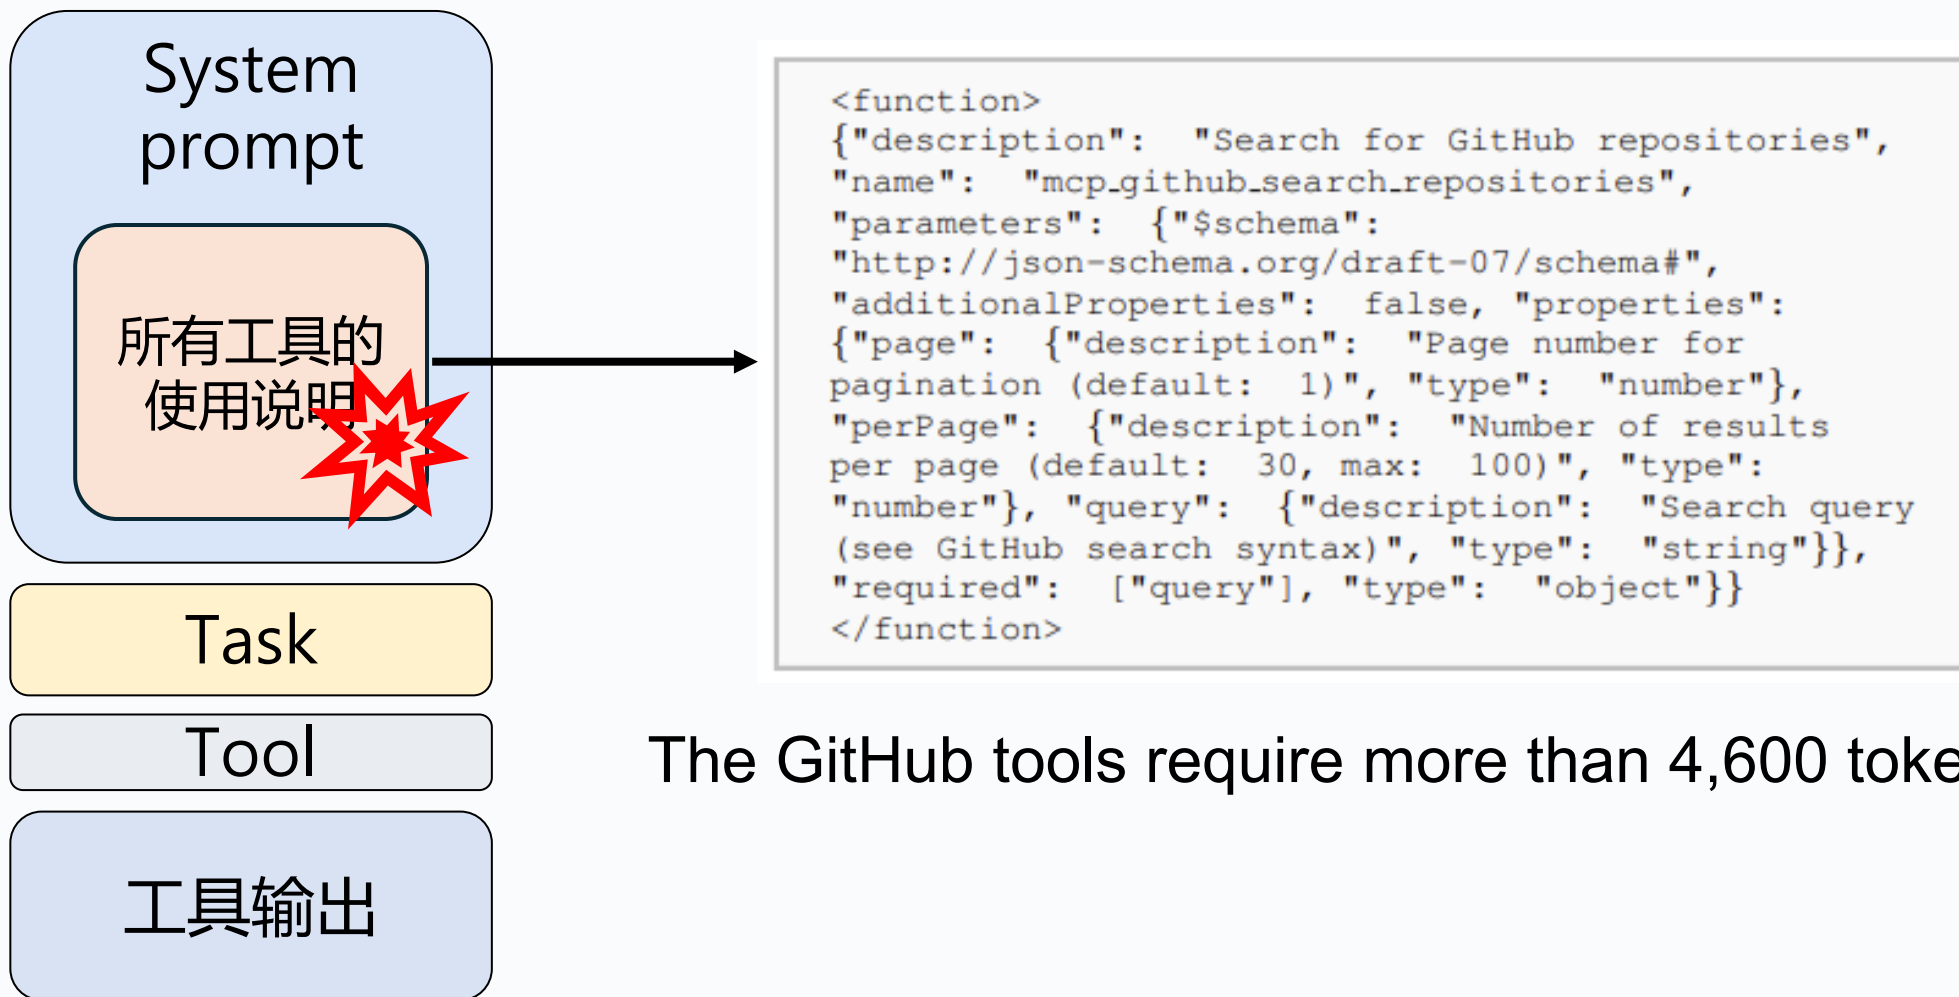 System
prompt
所有工具的
使用说明
Task
Tool
工具输出
<function>
{"description": "Search for GitHub repositories",
"name": "mcp_github_search_repositories",
"parameters": {"$schema":
"http://json-schema.org/draft-07/schema#",
"additionalProperties": false, "properties":
{"page": {"description": "Page number for
pagination (default: 1)", "type": "number"},
"perPage": {"description": "Number of results
per page (default: 30, max: 100)", "type":
"number"}, "query": {"description": "Search query
(see GitHub search syntax)", "type": "string"}},
"required": ["query"], "type": "object"}}
</function>
The GitHub tools require more than 4,600 toke